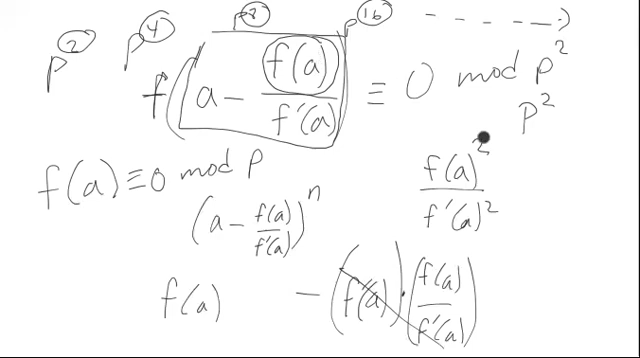 p^2 p^4 p^8 p^16 - - - - - →
f(a - f(a)/f'(a)) ≡ 0 mod p^2
p^2
f(a) ≡ 0 mod p
f(a)^2/f'(a)^2
(a - f(a)/f'(a))^n
f(a) - (f'(a)) · (f(a)/f'(a))